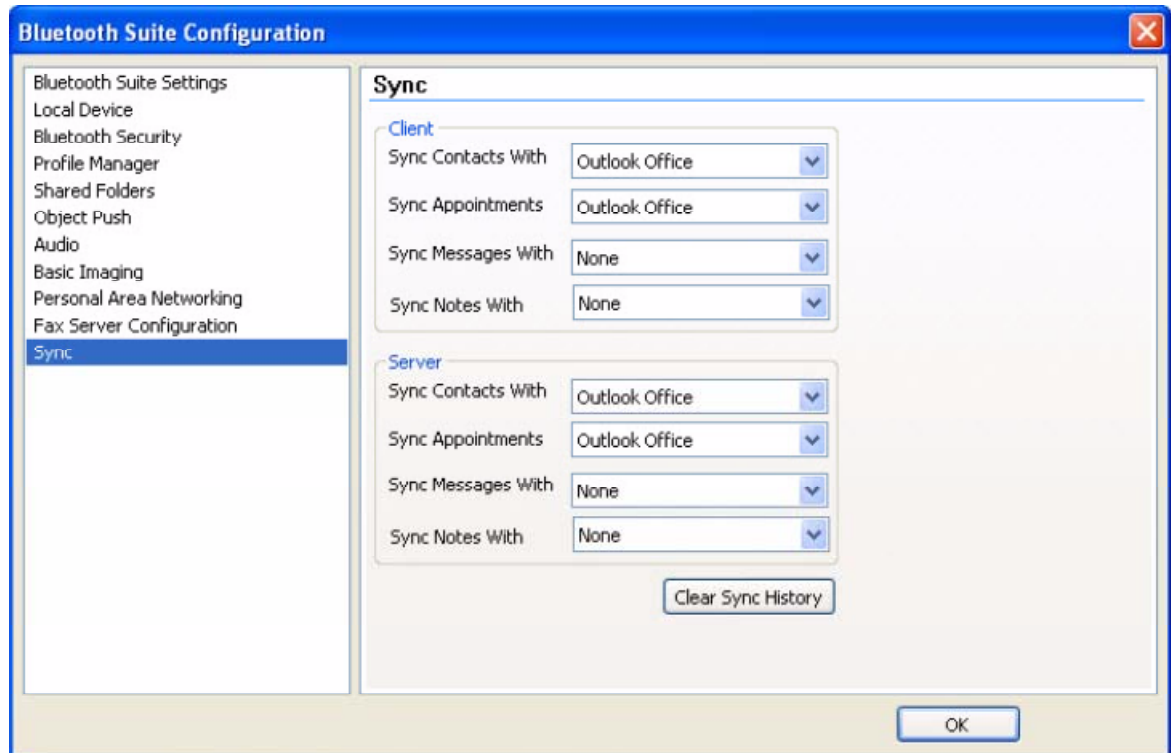 Bluetooth Suite Configuration
Bluetooth Suite Settings
Local Device
Bluetooth Security
Profile Manager
Shared Folders
Object Push
Audio
Basic Imaging
Personal Area Networking
Fax Server Configuration
Sync
Sync
Client
Sync Contacts With Outlook Office
Sync Appointments Outlook Office
Sync Messages With None
Sync Notes With None
Server
Sync Contacts With Outlook Office
Sync Appointments Outlook Office
Sync Messages With None
Sync Notes With None
Clear Sync History
OK